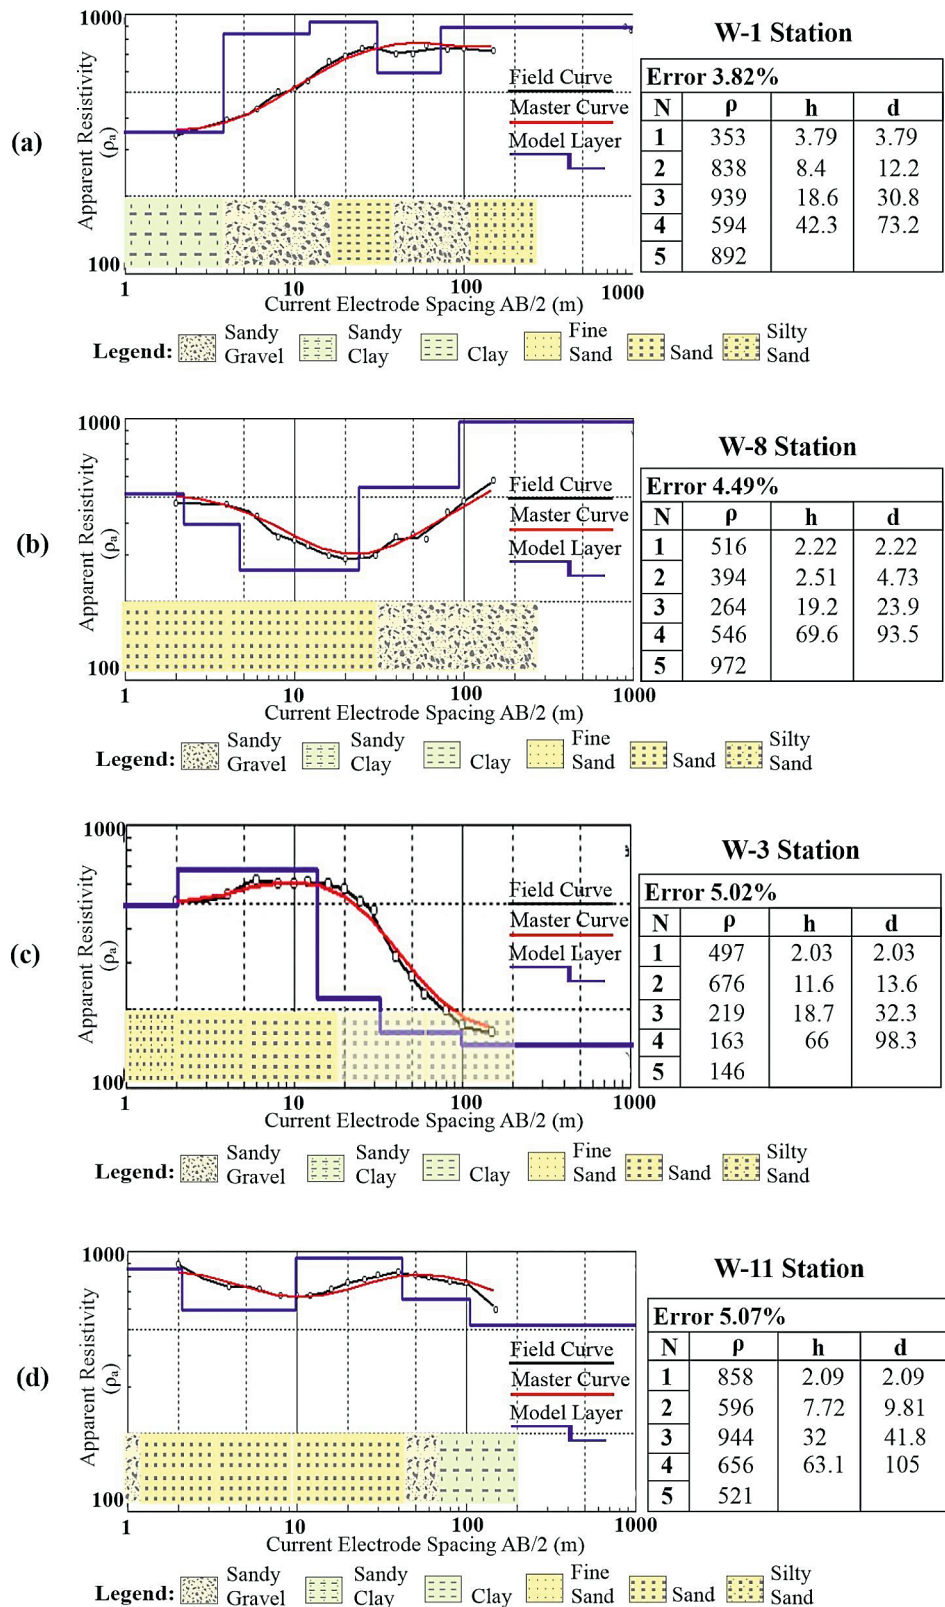 (a)
Apparent Resistivity
(ρₐ)
1000
100
1
10
100
1000
Current Electrode Spacing AB/2 (m)
Field Curve
Master Curve
Model Layer
W-1 Station
Error 3.82%
N ρ h d
1 353 3.79 3.79
2 838 8.4 12.2
3 939 18.6 30.8
4 594 42.3 73.2
5 892
Legend: Sandy Gravel Sandy Clay Clay Fine Sand Sand Silty Sand
(b)
Apparent Resistivity
(ρₐ)
1000
100
1
10
100
1000
Current Electrode Spacing AB/2 (m)
Field Curve
Master Curve
Model Layer
W-8 Station
Error 4.49%
N ρ h d
1 516 2.22 2.22
2 394 2.51 4.73
3 264 19.2 23.9
4 546 69.6 93.5
5 972
Legend: Sandy Gravel Sandy Clay Clay Fine Sand Sand Silty Sand
(c)
Apparent Resistivity
(ρₐ)
1000
100
1
10
100
1000
Current Electrode Spacing AB/2 (m)
Field Curve
Master Curve
Model Layer
W-3 Station
Error 5.02%
N ρ h d
1 497 2.03 2.03
2 676 11.6 13.6
3 219 18.7 32.3
4 163 66 98.3
5 146
Legend: Sandy Gravel Sandy Clay Clay Fine Sand Sand Silty Sand
(d)
Apparent Resistivity
(ρₐ)
1000
100
1
10
100
1000
Current Electrode Spacing AB/2 (m)
Field Curve
Master Curve
Model Layer
W-11 Station
Error 5.07%
N ρ h d
1 858 2.09 2.09
2 596 7.72 9.81
3 944 32 41.8
4 656 63.1 105
5 521
Legend: Sandy Gravel Sandy Clay Clay Fine Sand Sand Silty Sand